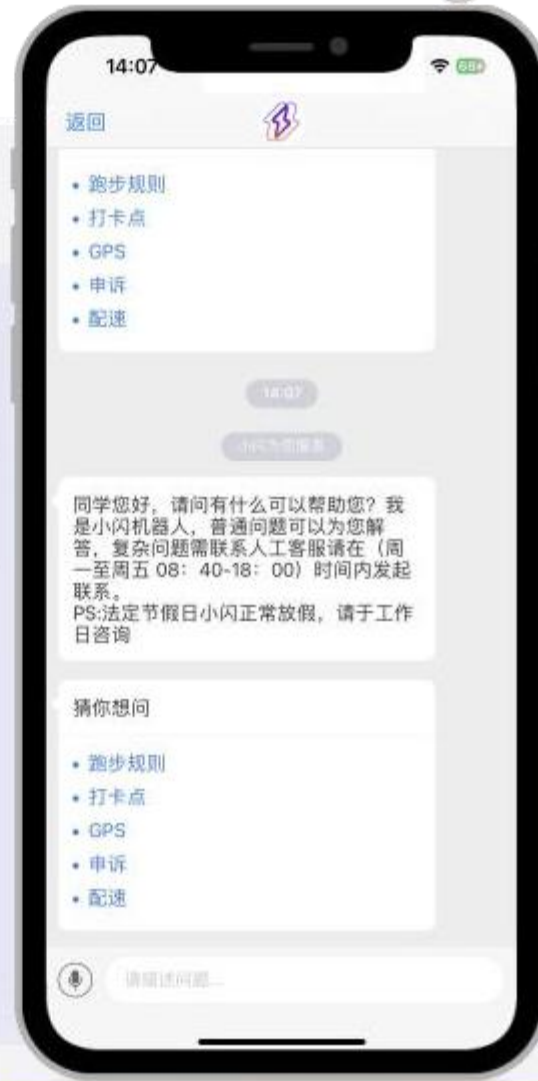 14:07
返回
• 跑步规则
• 打卡点
• GPS
• 申诉
• 配速
14:07
同学您好，请问有什么可以帮助您？我
是小闪机器人，普通问题可以为您解
答，复杂问题需联系人工客服请在（周
一至周五 08：40-18：00）时间内发起
联系。
PS:法定节假日小闪正常放假，请于工作
日咨询
猜你想问
• 跑步规则
• 打卡点
• GPS
• 申诉
• 配速
请描述问题...